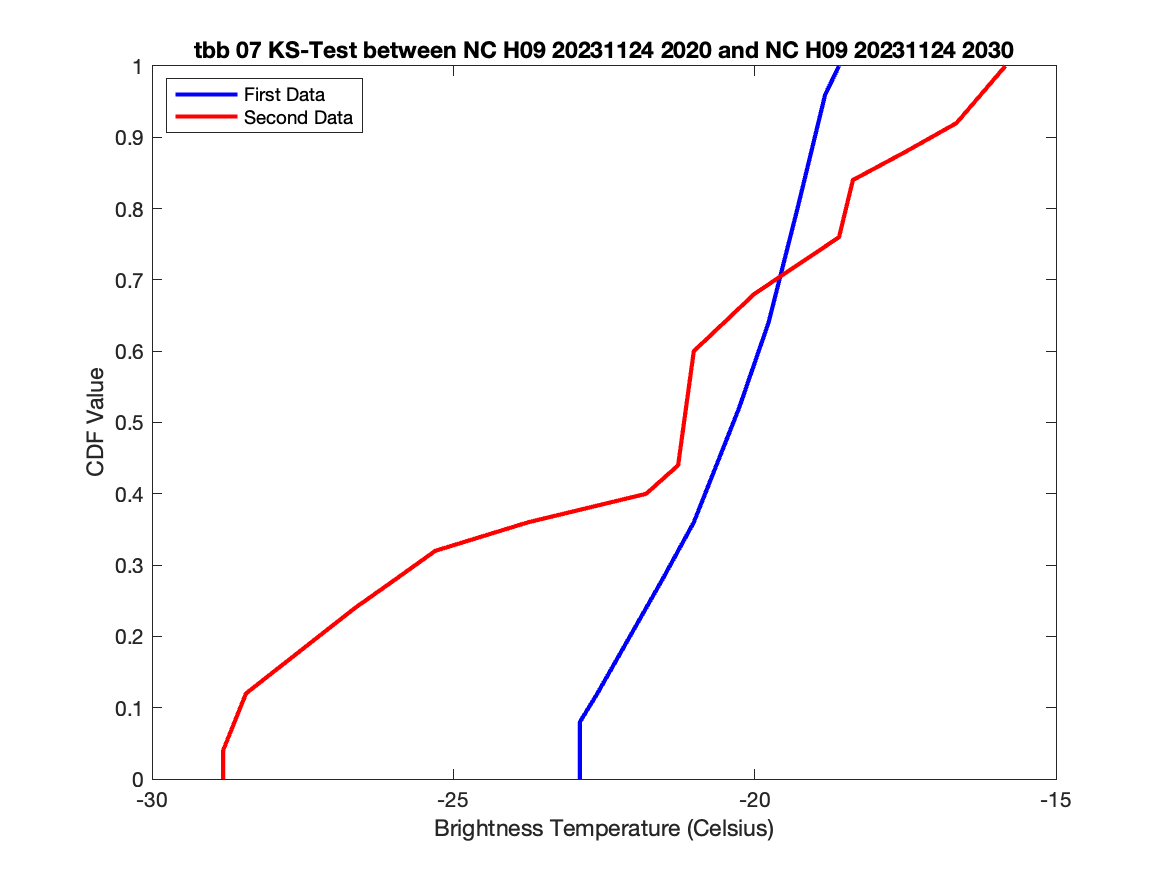 tbb 07 KS-Test between NC H09 20231124 2020 and NC H09 20231124 2030
First Data
Second Data
1
0.9
0.8
0.7
0.6
0.5
0.4
0.3
0.2
0.1
0
CDF Value
-30 -25 -20 -15
Brightness Temperature (Celsius)